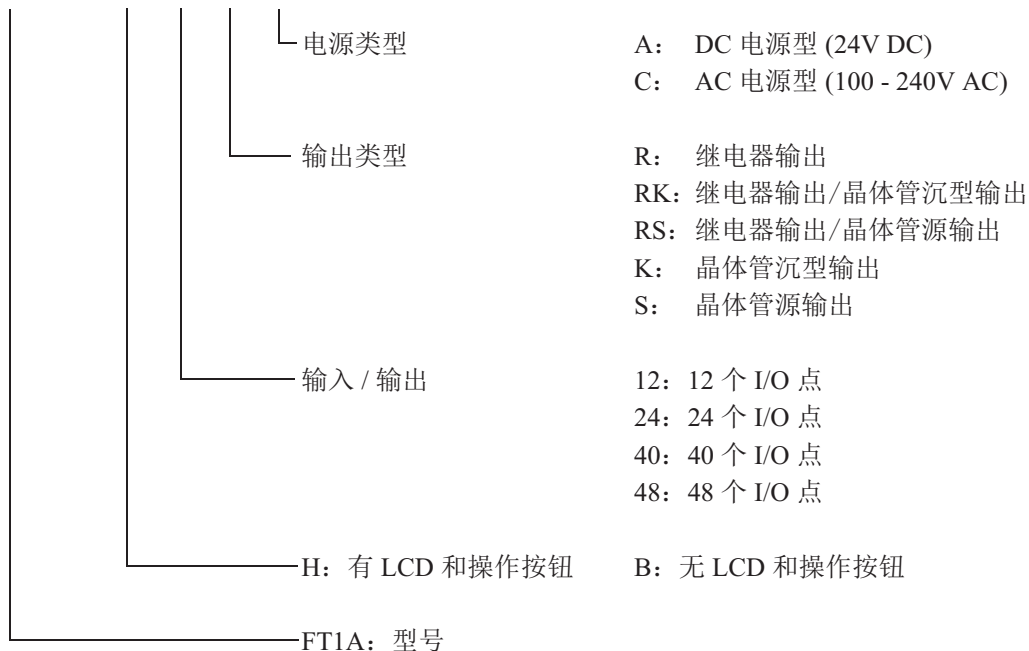 电源类型 A： DC 电源型 (24V DC)
C： AC 电源型 (100 - 240V AC)
输出类型 R： 继电器输出
RK：继电器输出/晶体管沉型输出
RS：继电器输出/晶体管源输出
K： 晶体管沉型输出
S： 晶体管源输出
输入 / 输出 12：12 个 I/O 点
24：24 个 I/O 点
40：40 个 I/O 点
48：48 个 I/O 点
H：有 LCD 和操作按钮 B：无 LCD 和操作按钮
FT1A：型号